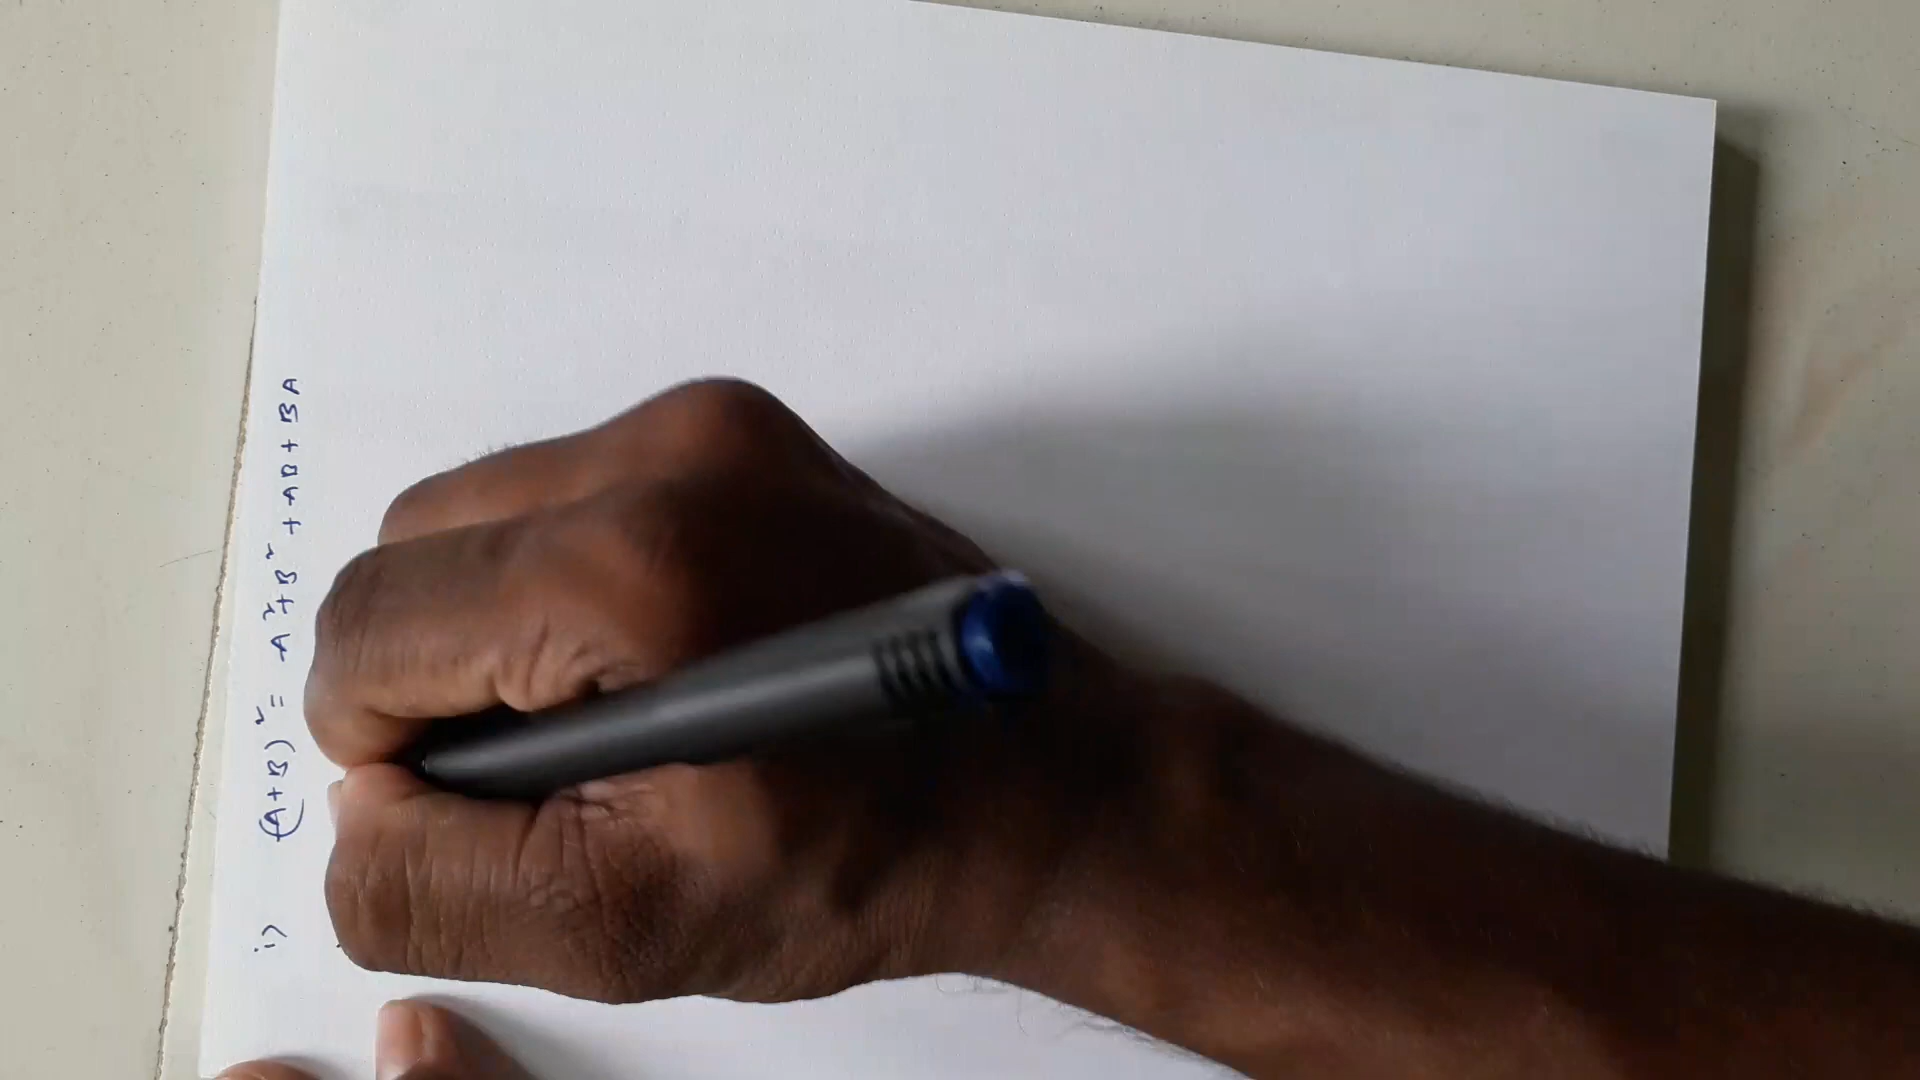 i) (A+B)² = A²+B²+AB+BA